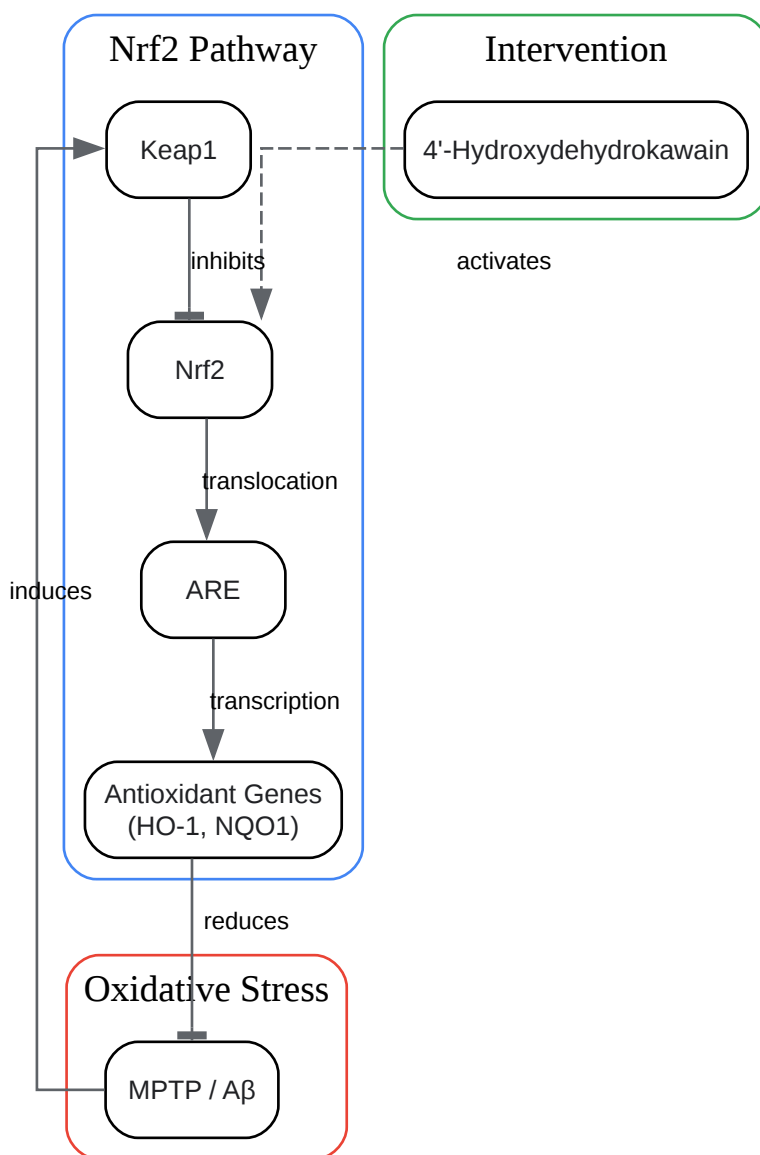 Nrf2 Pathway
Intervention
Keap1
4'-Hydroxydehydrokawain
inhibits
activates
Nrf2
translocation
ARE
induces
transcription
Antioxidant Genes
(HO-1, NQO1)
reduces
Oxidative Stress
MPTP / Aβ